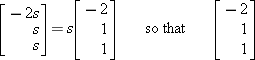 [−2s s s] = s [−2 1 1] so that [−2 1 1]